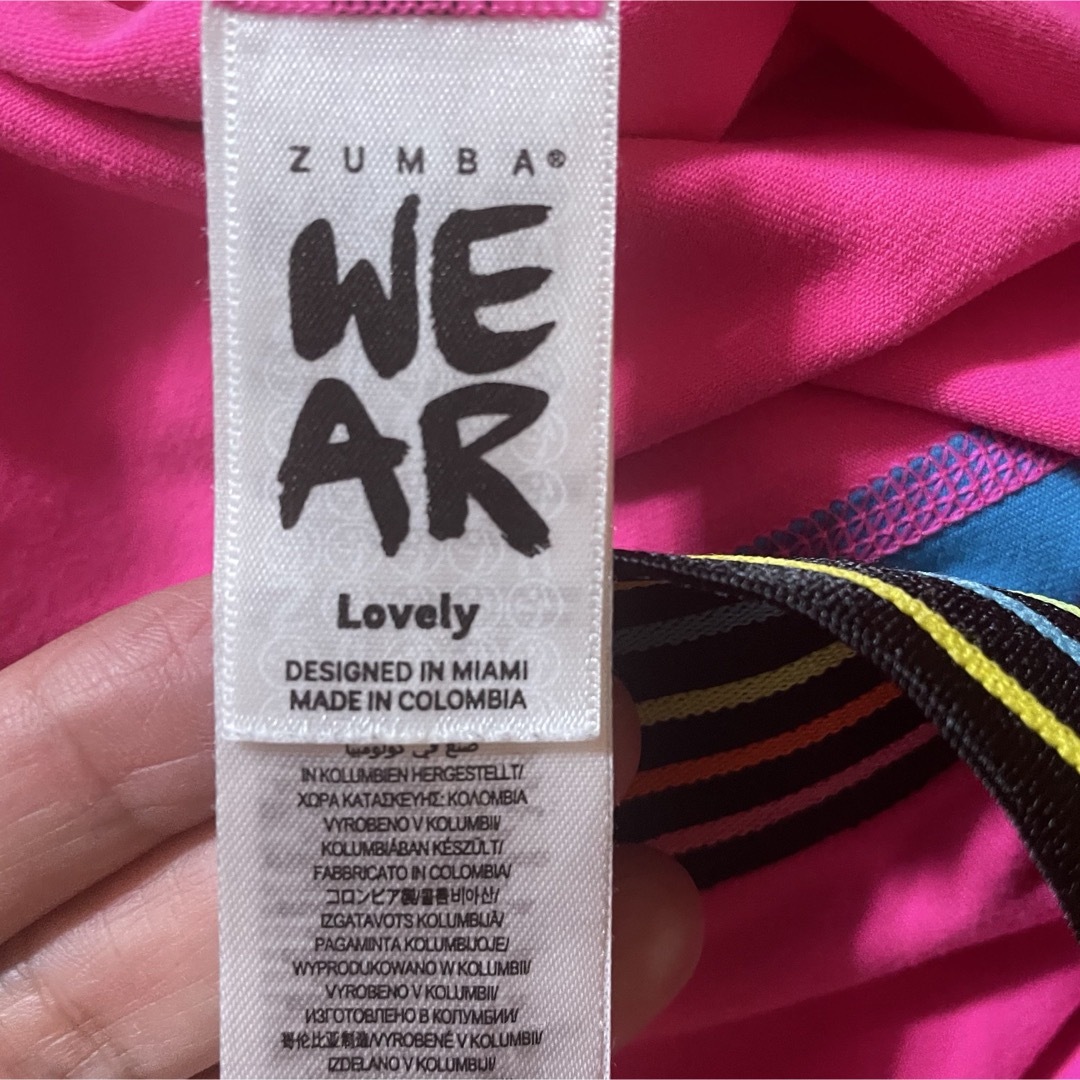 ZUMBA®
WE
AR
Lovely
DESIGNED IN MIAMI
MADE IN COLOMBIA
صنع في كولومبيا
IN KOLUMBIEN HERGESTELLT/
ΧΩΡΑ ΚΑΤΑΣΚΕΥΗΣ: ΚΟΛΟΜΒΙΑ
VYROBENO V KOLUMBII/
KOLUMBIÁBAN KÉSZÜLT/
FABBRICATO IN COLOMBIA/
コロンビア製/콜롬비아산/
IZGATAVOTS KOLUMBIJĀ/
PAGAMINTA KOLUMBIJOJE/
WYPRODUKOWANO W KOLUMBII/
VYROBENO V KOLUMBII/
ИЗГОТОВЛЕНО В КОЛУМБИИ/
哥伦比亚制造/VYROBENÉ V KOLUMBII/
IZDELANO V KOLUMBIJI/